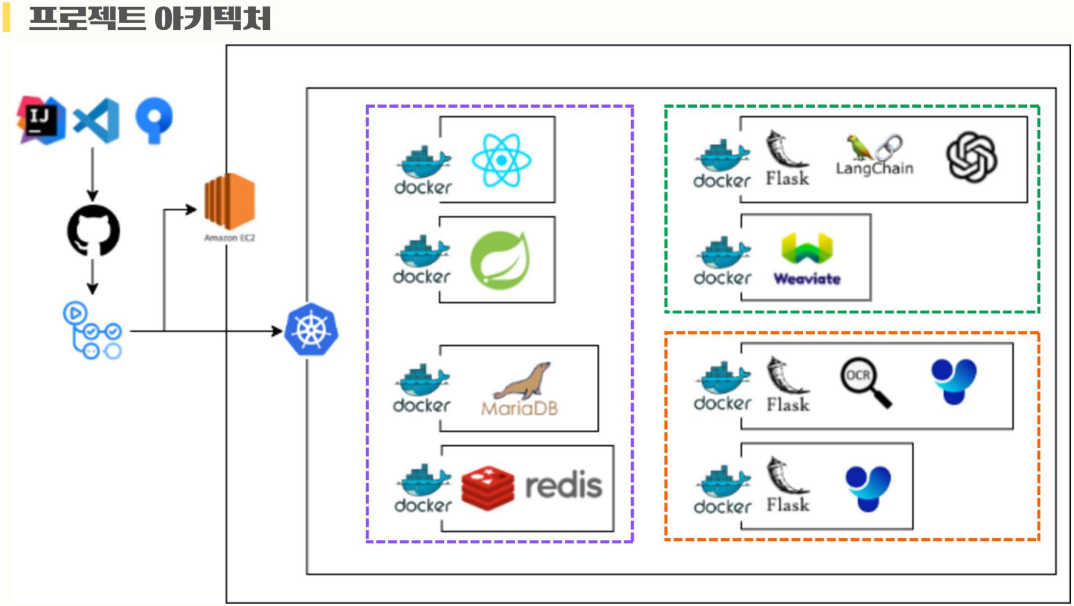 프로젝트 아키텍처
IJ
Amazon EC2
docker
docker
docker
MariaDB
docker
redis
docker
Flask
LangChain
docker
Weaviate
docker
Flask
OCR
docker
Flask